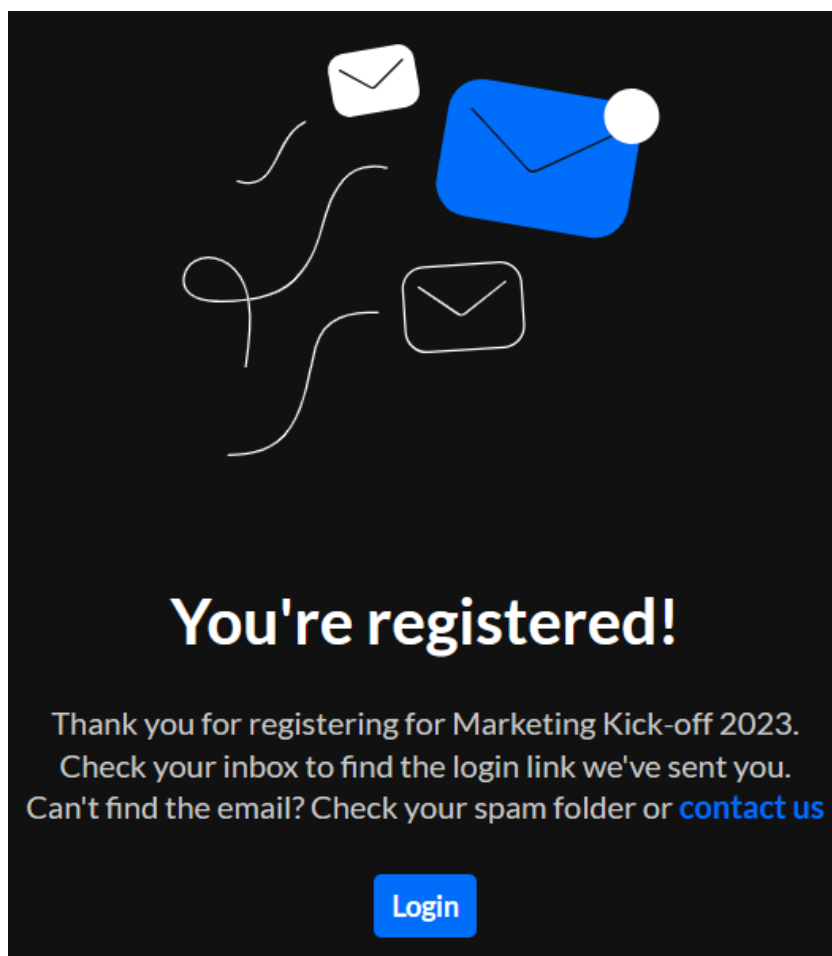 You're registered!
Thank you for registering for Marketing Kick-off 2023.
Check your inbox to find the login link we've sent you.
Can't find the email? Check your spam folder or contact us
Login